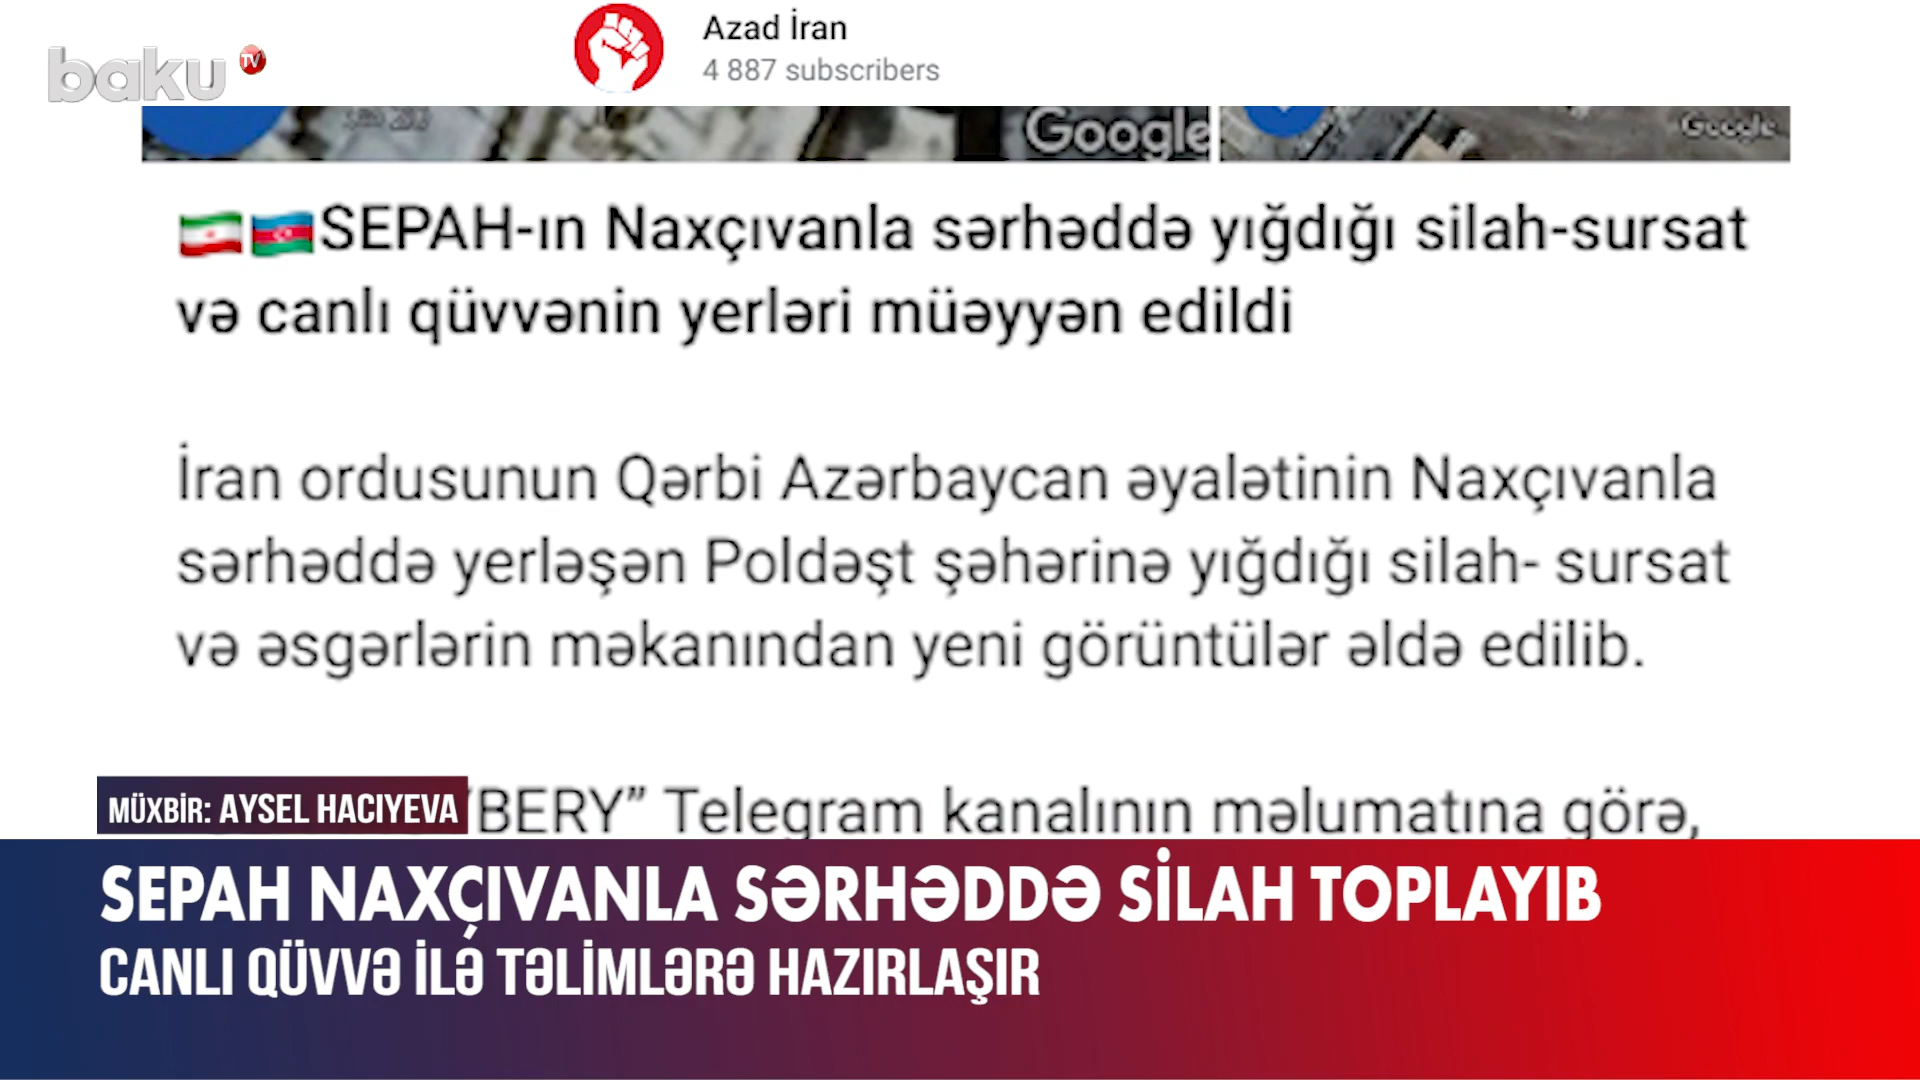 baku TV
Azad İran
4 887 subscribers
Google
Google
SEPAH-ın Naxçıvanla sərhəddə yığdığı silah-sursat
və canlı qüvvənin yerləri müəyyən edildi
İran ordusunun Qərbi Azərbaycan əyalətinin Naxçıvanla
sərhəddə yerləşən Poldəşt şəhərinə yığdığı silah- sursat
və əsgərlərin məkanından yeni görüntülər əldə edilib.
BERY” Telegram kanalının məlumatına görə,
MÜXBİR: AYSEL HACIYEVA
SEPAH NAXÇIVANLA SƏRHƏDDƏ SİLAH TOPLAYIB
CANLI QÜVVƏ İLƏ TƏLİMLƏRƏ HAZIRLAŞIR